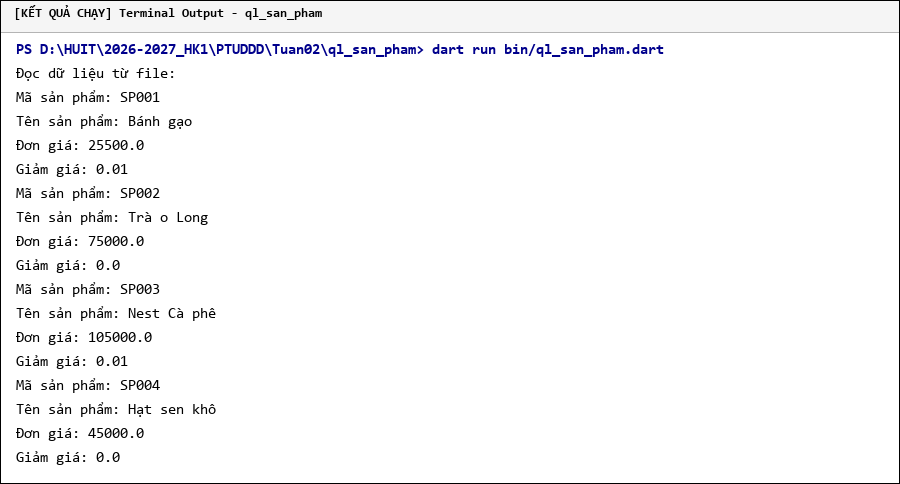 [KẾT QUẢ CHẠY] Terminal Output - ql_san_pham
PS D:\HUIT\2026-2027_HK1\PTUDDD\Tuan02\ql_san_pham> dart run bin/ql_san_pham.dart
Đọc dữ liệu từ file:
Mã sản phẩm: SP001
Tên sản phẩm: Bánh gạo
Đơn giá: 25500.0
Giảm giá: 0.01
Mã sản phẩm: SP002
Tên sản phẩm: Trà o Long
Đơn giá: 75000.0
Giảm giá: 0.0
Mã sản phẩm: SP003
Tên sản phẩm: Nest Cà phê
Đơn giá: 105000.0
Giảm giá: 0.01
Mã sản phẩm: SP004
Tên sản phẩm: Hạt sen khô
Đơn giá: 45000.0
Giảm giá: 0.0